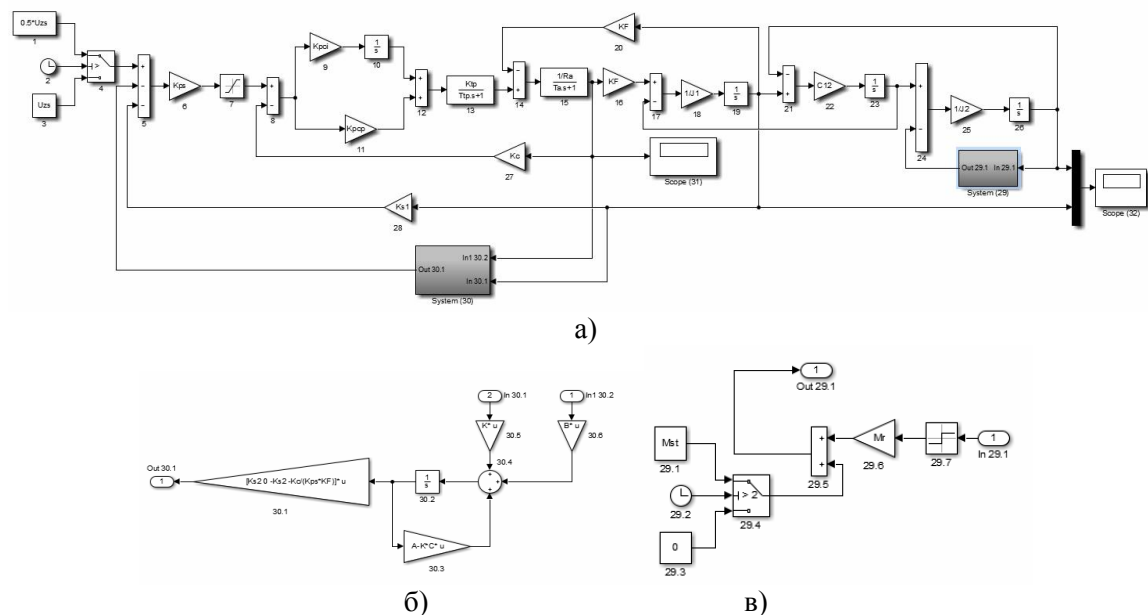 0.5*Uzs
1
2
Uzs
3
>
4
5
Kps
6
7
8
Kpci
9
1/s
10
Kpcp
11
12
Ktp
Ttp.s+1
13
14
KF
20
1/Ra
Ta.s+1
15
KF
16
17
1/J1
18
1/s
19
21
C12
22
1/s
23
24
1/J2
25
1/s
26
Kc
27
Scope (31)
Out 29.1 In 29.1
System (29)
Scope (32)
Ks1
28
In1 30.2
Out 30.1
In 30.1
System (30)
а)
2
In 30.1
1
In1 30.2
K* u
30.5
B* u
30.6
30.4
Out 30.1
1
[Ks2 0 -Ks2 -Kc/(Kps*KF)]* u
30.1
1/s
30.2
A-K*C* u
30.3
б)
1
Out 29.1
Mst
29.1
29.2
> 2
29.4
0
29.3
29.5
Mr
29.6
29.7
1
In 29.1
в)